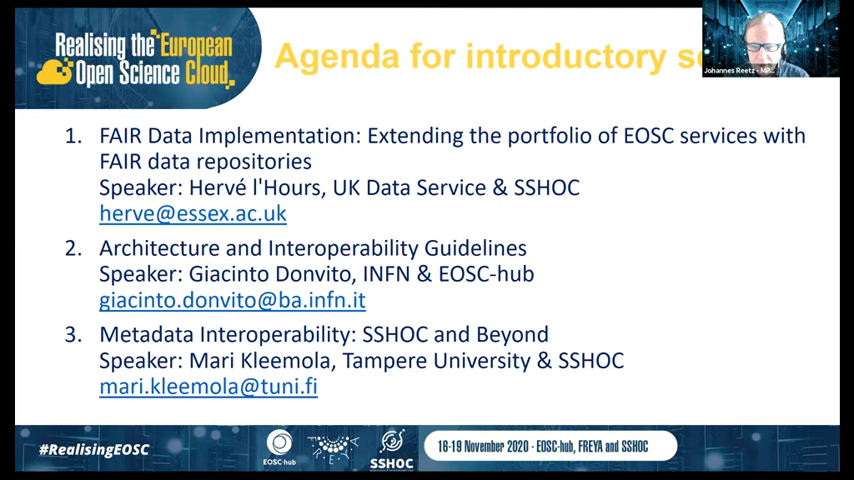 Realising the European
Open Science Cloud
Agenda for introductory
Johannes Reetz - MP...
1. FAIR Data Implementation: Extending the portfolio of EOSC services with
FAIR data repositories
Speaker: Hervé l'Hours, UK Data Service & SSHOC
herve@essex.ac.uk
2. Architecture and Interoperability Guidelines
Speaker: Giacinto Donvito, INFN & EOSC-hub
giacinto.donvito@ba.infn.it
3. Metadata Interoperability: SSHOC and Beyond
Speaker: Mari Kleemola, Tampere University & SSHOC
mari.kleemola@tuni.fi
#RealisingEOSC
EOSC-hub
FREYA
SSHOC
16-19 November 2020 - EOSC-hub, FREYA and SSHOC